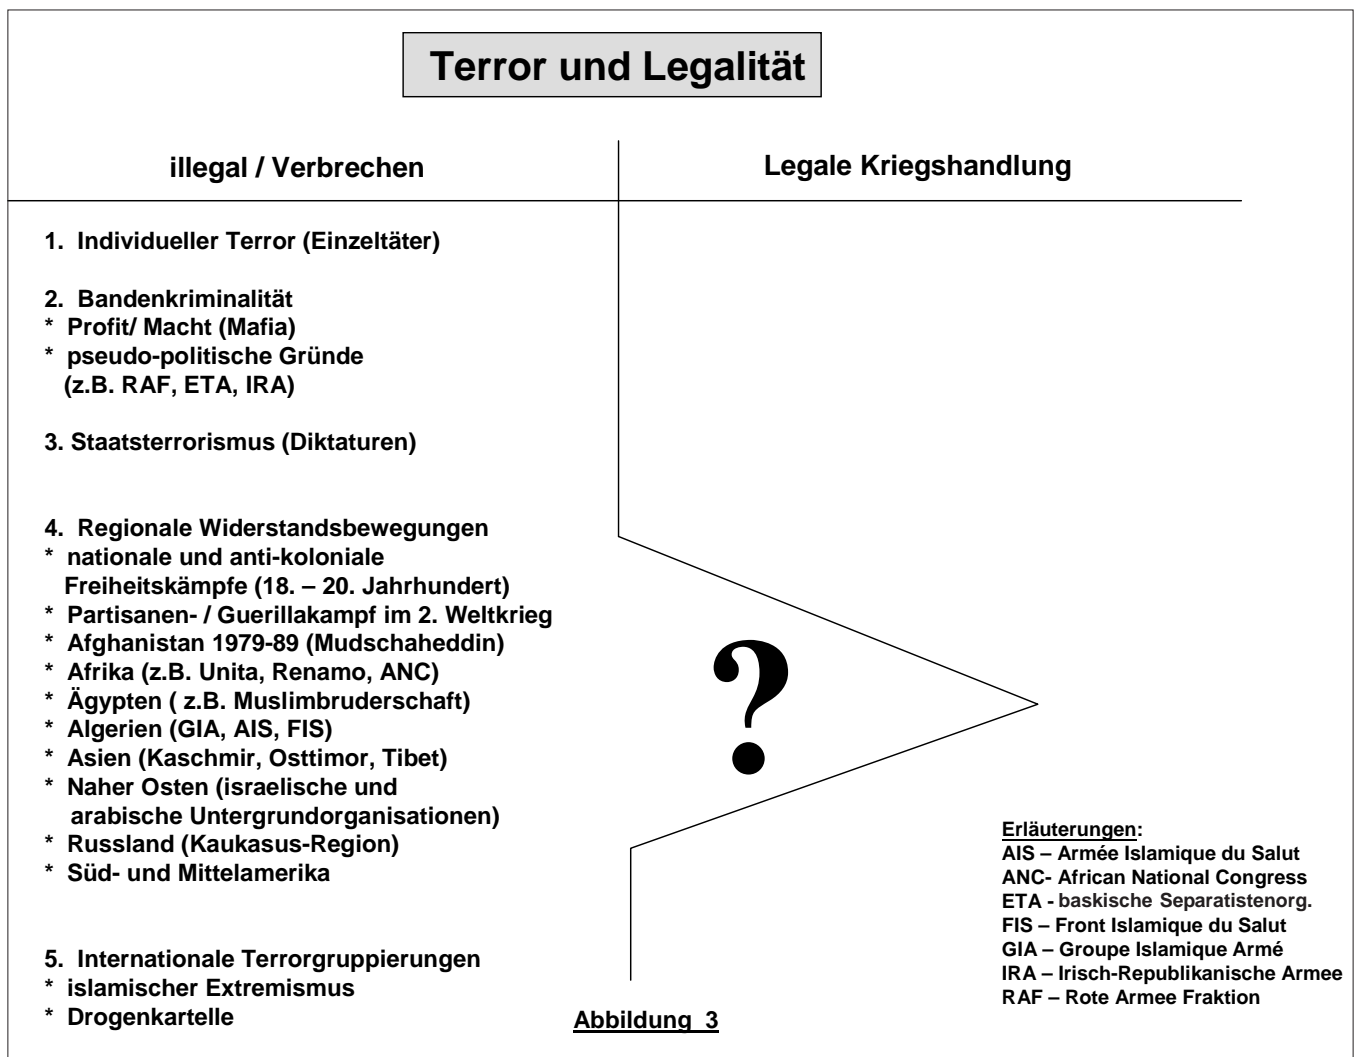 Terror und Legalität
illegal / Verbrechen
Legale Kriegshandlung
1. Individueller Terror (Einzeltäter)
2. Bandenkriminalität
* Profit/ Macht (Mafia)
* pseudo-politische Gründe
(z.B. RAF, ETA, IRA)
3. Staatsterrorismus (Diktaturen)
4. Regionale Widerstandsbewegungen
* nationale und anti-koloniale
Freiheitskämpfe (18. – 20. Jahrhundert)
* Partisanen- / Guerillakampf im 2. Weltkrieg
* Afghanistan 1979-89 (Mudschaheddin)
* Afrika (z.B. Unita, Renamo, ANC)
* Ägypten ( z.B. Muslimbruderschaft)
* Algerien (GIA, AIS, FIS)
* Asien (Kaschmir, Osttimor, Tibet)
* Naher Osten (israelische und
arabische Untergrundorganisationen)
* Russland (Kaukasus-Region)
* Süd- und Mittelamerika
5. Internationale Terrorgruppierungen
* islamischer Extremismus
* Drogenkartelle
?
Erläuterungen:
AIS – Armée Islamique du Salut
ANC- African National Congress
ETA - baskische Separatistenorg.
FIS – Front Islamique du Salut
GIA – Groupe Islamique Armé
IRA – Irisch-Republikanische Armee
RAF – Rote Armee Fraktion
Abbildung 3